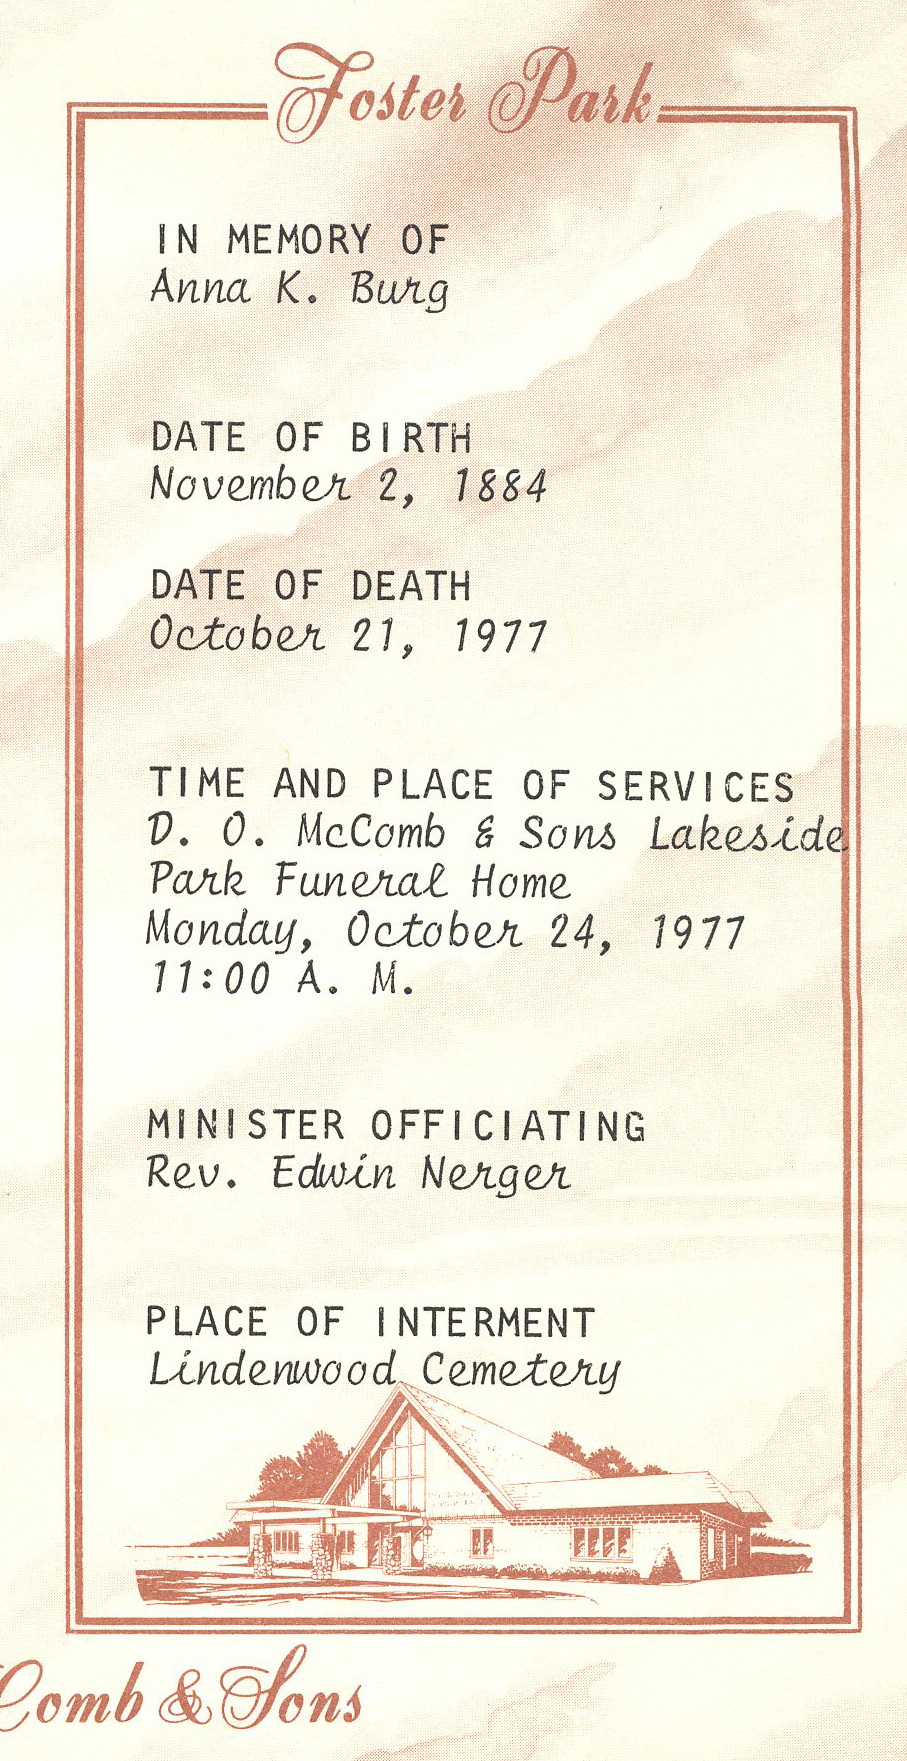 Foster Park
IN MEMORY OF
Anna K. Burg
DATE OF BIRTH
November 2, 1884
DATE OF DEATH
October 21, 1977
TIME AND PLACE OF SERVICES
D. O. McComb & Sons Lakeside
Park Funeral Home
Monday, October 24, 1977
11:00 A. M.
MINISTER OFFICIATING
Rev. Edwin Nerger
PLACE OF INTERMENT
Lindenwood Cemetery
Comb & Sons